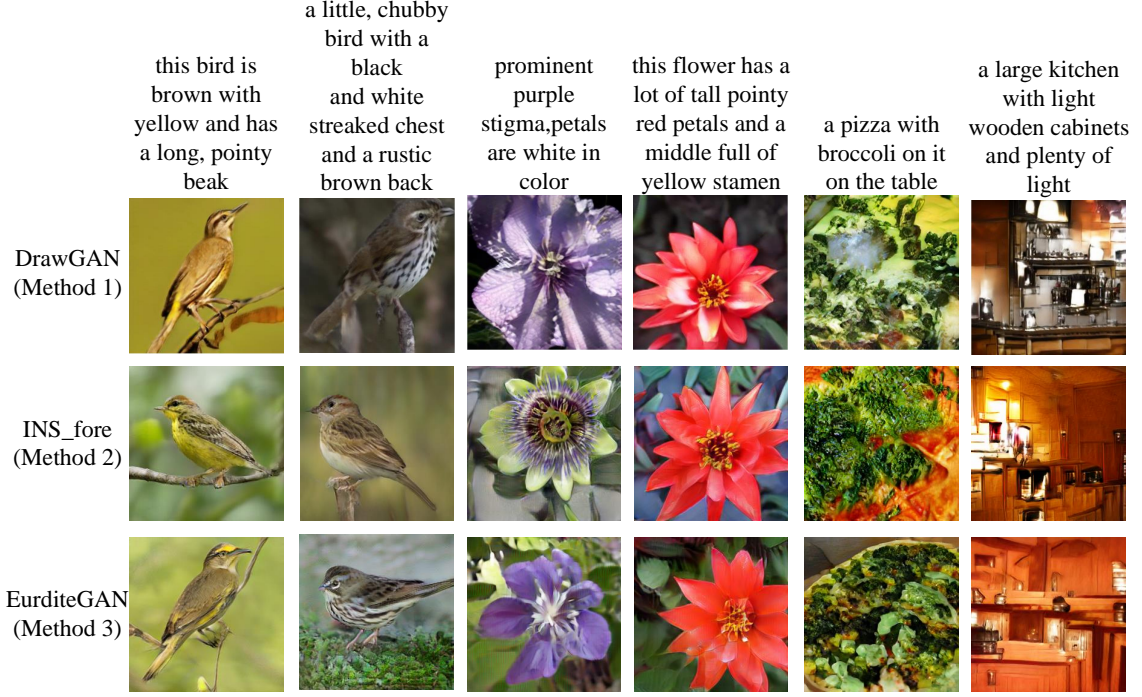 this bird is
brown with
yellow and has
a long, pointy
beak
a little, chubby
bird with a
black
and white
streaked chest
and a rustic
brown back
prominent
purple
stigma,petals
are white in
color
this flower has a
lot of tall pointy
red petals and a
middle full of
yellow stamen
a pizza with
broccoli on it
on the table
a large kitchen
with light
wooden cabinets
and plenty of
light
DrawGAN
(Method 1)
INS_fore
(Method 2)
EurditeGAN
(Method 3)